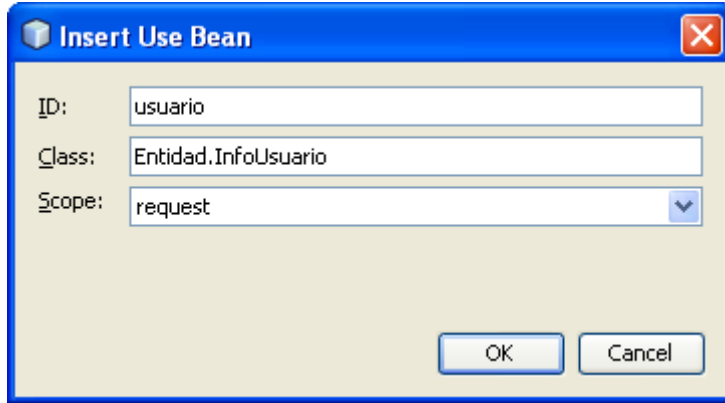 Insert Use Bean
ID: usuario
Class: Entidad.InfoUsuario
Scope: request
OK Cancel